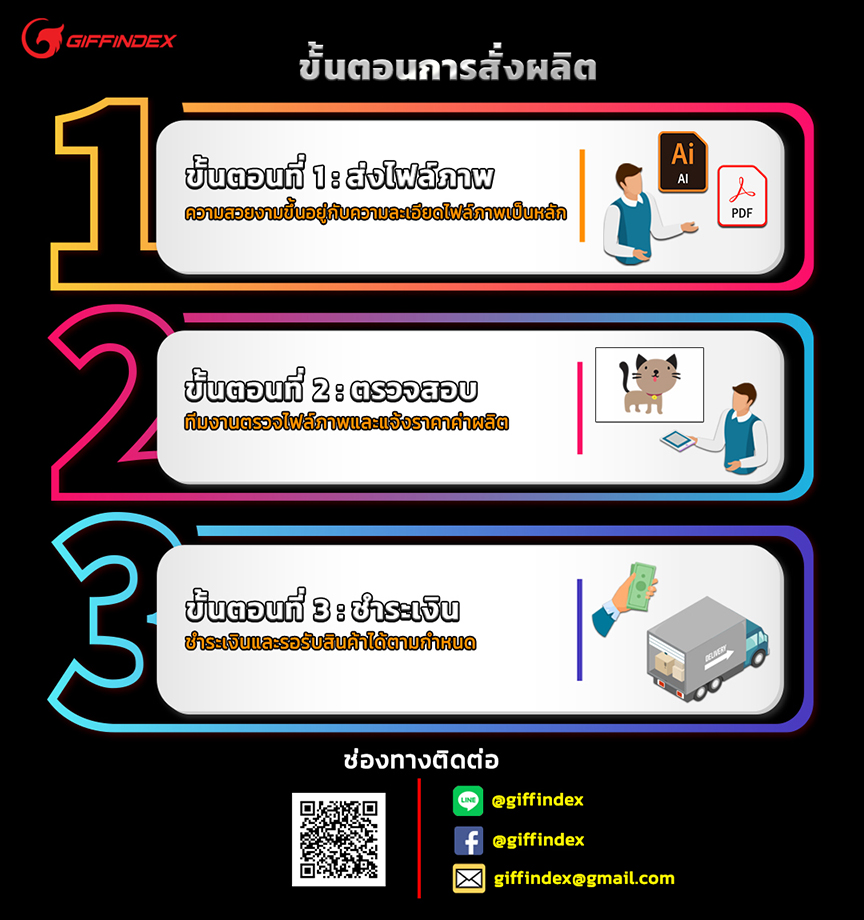 GIFFINDEX
ขั้นตอนการสั่งผลิต
1
ขั้นตอนที่ 1 : ส่งไฟล์ภาพ
ความสวยงามขึ้นอยู่กับความละเอียดไฟล์ภาพเป็นหลัก
Ai
AI
PDF
2
ขั้นตอนที่ 2 : ตรวจสอบ
ทีมงานตรวจไฟล์ภาพและแจ้งราคาค่าผลิต
3
ขั้นตอนที่ 3 : ชำระเงิน
ชำระเงินและรอรับสินค้าได้ตามกำหนด
DELIVERY
ช่องทางติดต่อ
LINE
@giffindex
f
@giffindex
giffindex@gmail.com